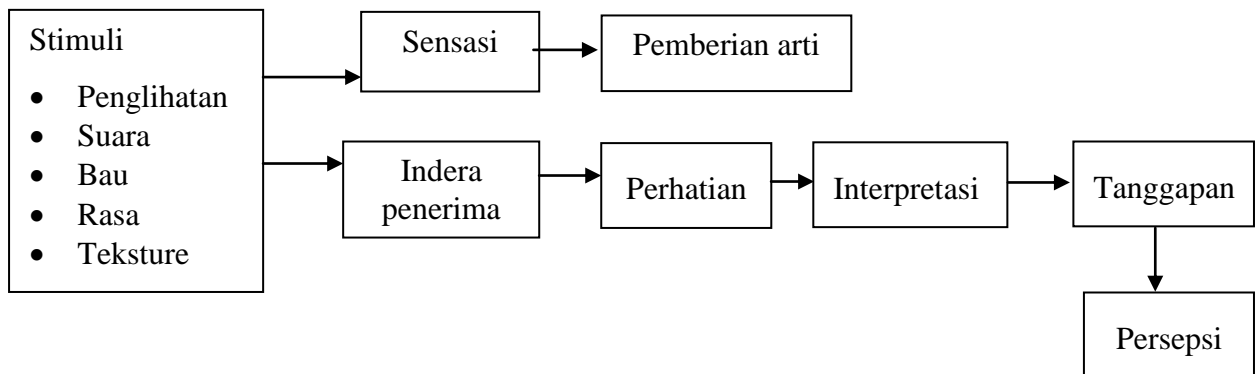 Stimuli
• Penglihatan
• Suara
• Bau
• Rasa
• Teksture
Sensasi
Pemberian arti
Indera
penerima
Perhatian
Interpretasi
Tanggapan
Persepsi